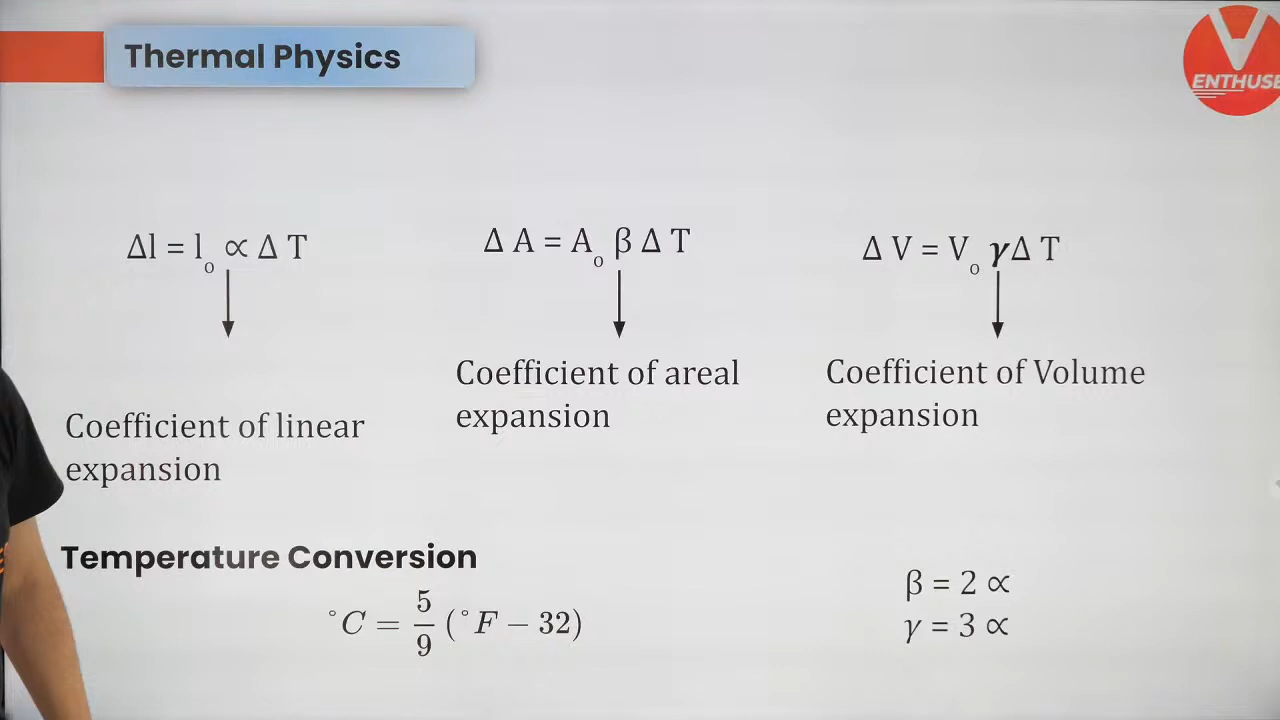 Thermal Physics
ENTHUSE
Δl = l₀ ∝ Δ T
Δ A = A₀ β Δ T
Δ V = V₀ γΔ T
Coefficient of linear
expansion
Coefficient of areal
expansion
Coefficient of Volume
expansion
Temperature Conversion
°C = 5/9 (°F − 32)
β = 2 ∝
γ = 3 ∝